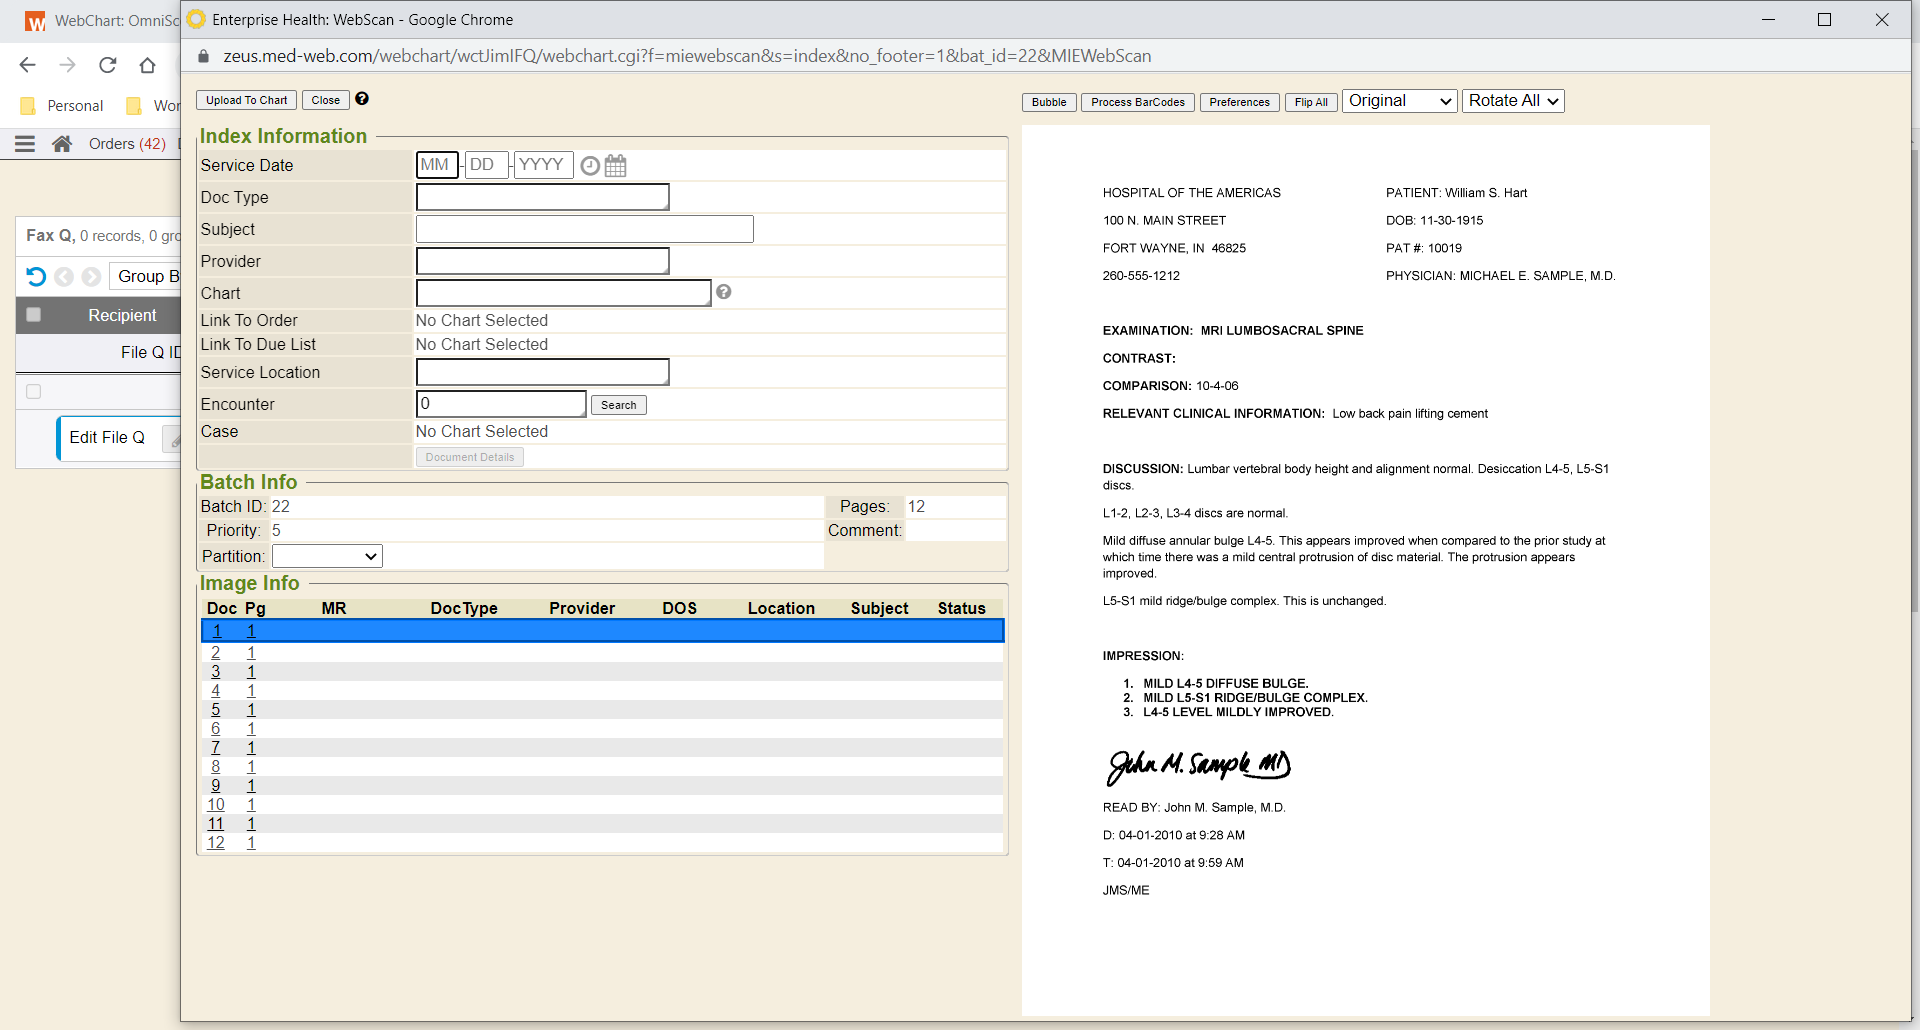 WebChart: OmniSc
Enterprise Health: WebScan - Google Chrome
zeus.med-web.com/webchart/wctJimIFQ/webchart.cgi?f=miewebscan&s=index&no_footer=1&bat_id=22&MIEWebScan
Personal
Wor
Orders (42)
Fax Q, 0 records, 0 gro
Group B
Recipient
File Q ID
Edit File Q
Upload To Chart Close ?
Index Information
Service Date MM - DD - YYYY
Doc Type
Subject
Provider
Chart ?
Link To Order No Chart Selected
Link To Due List No Chart Selected
Service Location
Encounter 0 Search
Case No Chart Selected
Document Details
Batch Info
Batch ID: 22 Pages: 12
Priority: 5 Comment:
Partition:
Image Info
Doc Pg MR DocType Provider DOS Location Subject Status
1 1
2 1
3 1
4 1
5 1
6 1
7 1
8 1
9 1
10 1
11 1
12 1
Bubble Process BarCodes Preferences Flip All Original Rotate All
HOSPITAL OF THE AMERICAS PATIENT: William S. Hart
100 N. MAIN STREET DOB: 11-30-1915
FORT WAYNE, IN 46825 PAT #: 10019
260-555-1212 PHYSICIAN: MICHAEL E. SAMPLE, M.D.
EXAMINATION: MRI LUMBOSACRAL SPINE
CONTRAST:
COMPARISON: 10-4-06
RELEVANT CLINICAL INFORMATION: Low back pain lifting cement
DISCUSSION: Lumbar vertebral body height and alignment normal. Desiccation L4-5, L5-S1
discs.
L1-2, L2-3, L3-4 discs are normal.
Mild diffuse annular bulge L4-5. This appears improved when compared to the prior study at
which time there was a mild central protrusion of disc material. The protrusion appears
improved.
L5-S1 mild ridge/bulge complex. This is unchanged.
IMPRESSION:
1. MILD L4-5 DIFFUSE BULGE.
2. MILD L5-S1 RIDGE/BULGE COMPLEX.
3. L4-5 LEVEL MILDLY IMPROVED.
John M. Sample MD
READ BY: John M. Sample, M.D.
D: 04-01-2010 at 9:28 AM
T: 04-01-2010 at 9:59 AM
JMS/ME